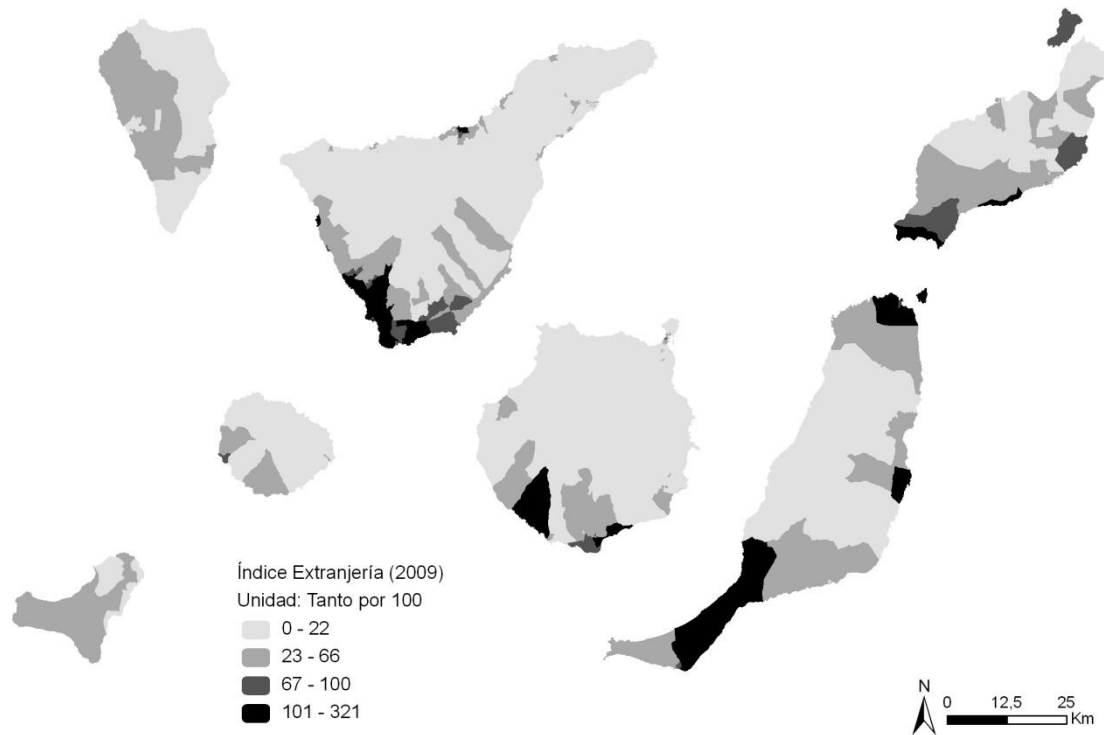 Índice Extranjería (2009)
Unidad: Tanto por 100
0 - 22
23 - 66
67 - 100
101 - 321
N
0 12,5 25
Km